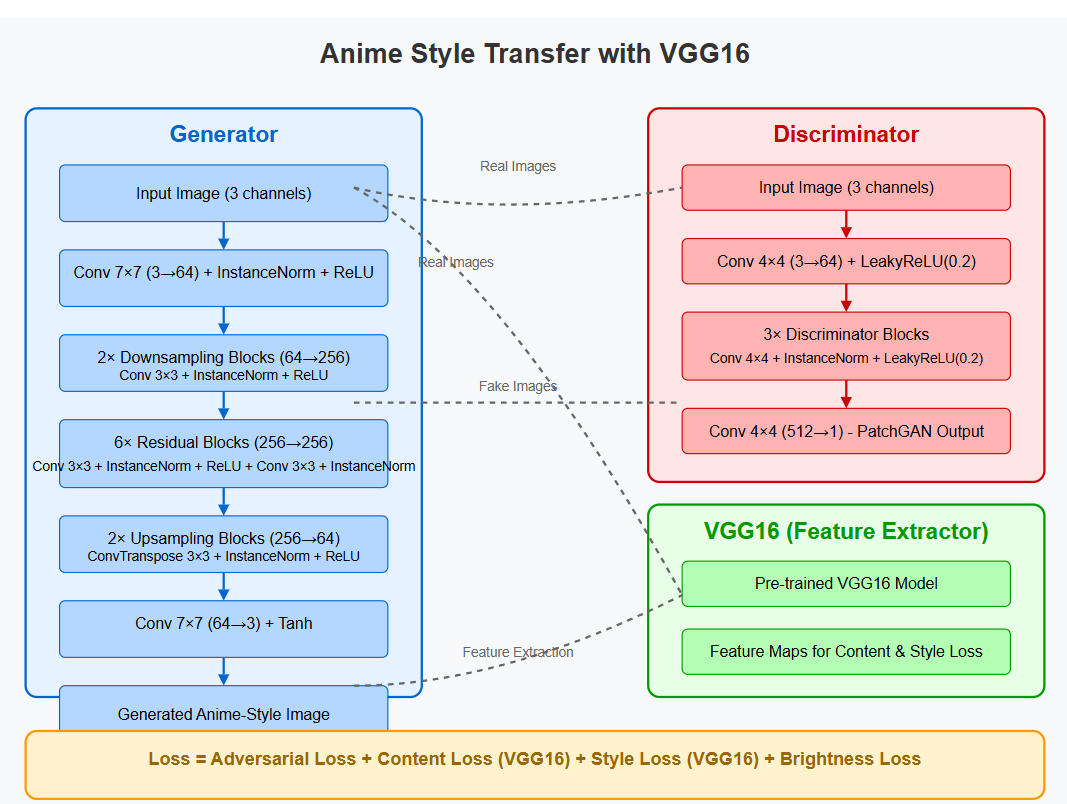 Anime Style Transfer with VGG16
Generator
Input Image (3 channels)
Conv 7×7 (3→64) + InstanceNorm + ReLU
2× Downsampling Blocks (64→256)
Conv 3×3 + InstanceNorm + ReLU
6× Residual Blocks (256→256)
Conv 3×3 + InstanceNorm + ReLU + Conv 3×3 + InstanceNorm
2× Upsampling Blocks (256→64)
ConvTranspose 3×3 + InstanceNorm + ReLU
Conv 7×7 (64→3) + Tanh
Generated Anime-Style Image
Real Images
Real Images
Fake Images
Feature Extraction
Discriminator
Input Image (3 channels)
Conv 4×4 (3→64) + LeakyReLU(0.2)
3× Discriminator Blocks
Conv 4×4 + InstanceNorm + LeakyReLU(0.2)
Conv 4×4 (512→1) - PatchGAN Output
VGG16 (Feature Extractor)
Pre-trained VGG16 Model
Feature Maps for Content & Style Loss
Loss = Adversarial Loss + Content Loss (VGG16) + Style Loss (VGG16) + Brightness Loss